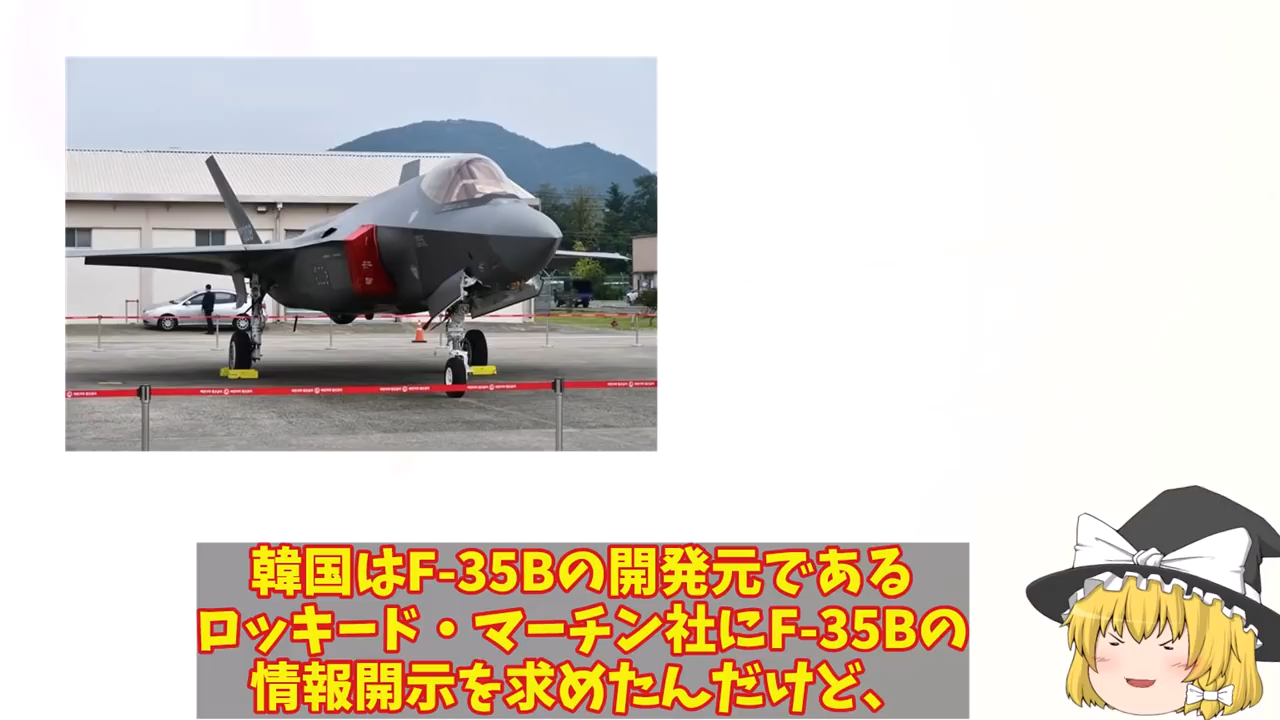 韓国はF-35Bの開発元である
ロッキード・マーチン社にF-35Bの
情報開示を求めたんだけど、